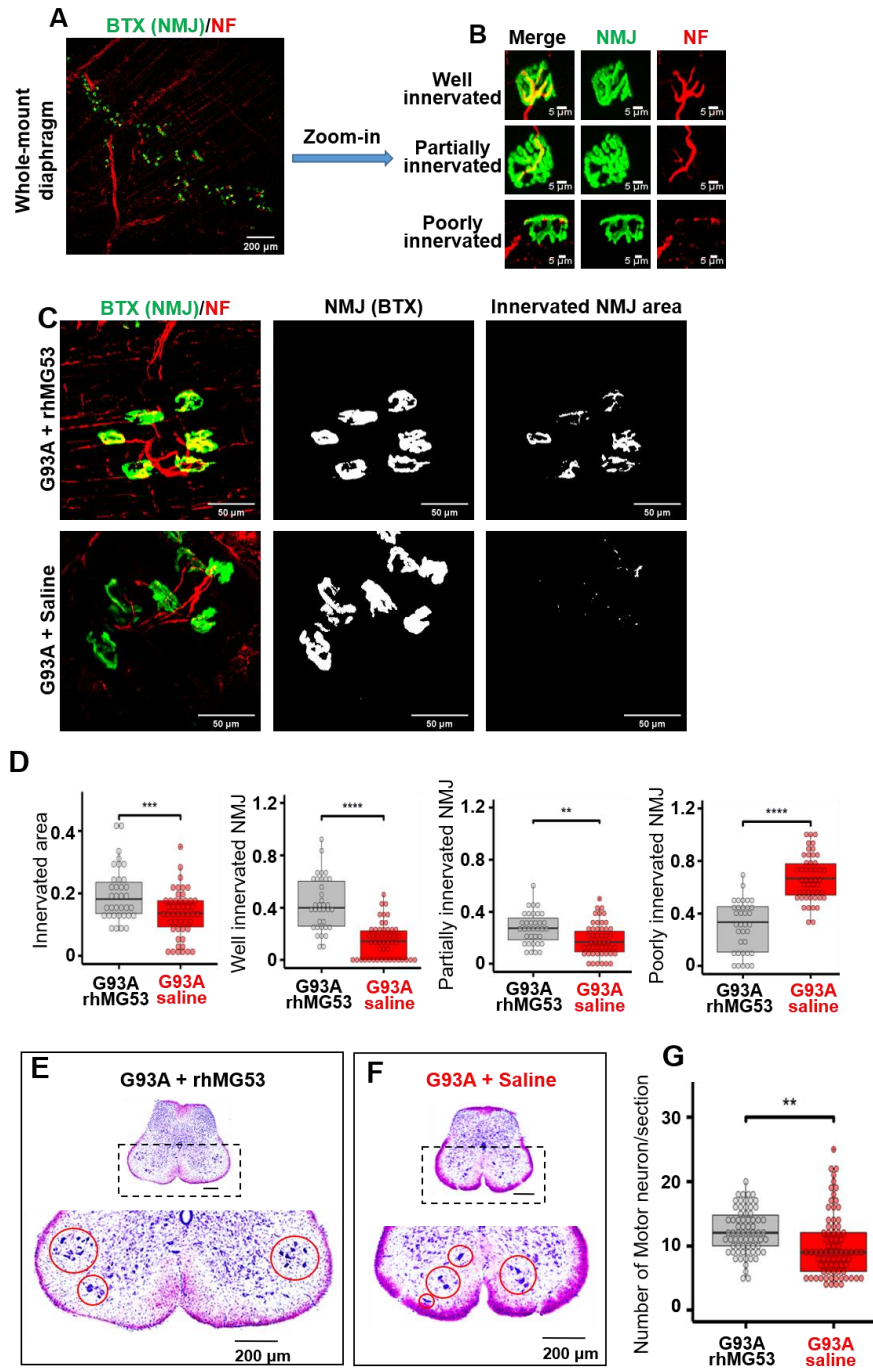 A
BTX (NMJ)/NF
Whole-mount
diaphragm
200 µm
Zoom-in
B
Merge
NMJ
NF
Well
innervated
5 µm
5 µm
5 µm
Partially
innervated
5 µm
5 µm
5 µm
Poorly
innervated
5 µm
5 µm
5 µm
C
BTX (NMJ)/NF
NMJ (BTX)
Innervated NMJ area
G93A + rhMG53
50 µm
50 µm
50 µm
G93A + Saline
50 µm
50 µm
50 µm
D
Innervated area
0.4
0.2
0
***
G93A
rhMG53
G93A
saline
Well innervated NMJ
1.2
0.8
0.4
0
****
G93A
rhMG53
G93A
saline
Partially innervated NMJ
1.2
0.8
0.4
0
**
G93A
rhMG53
G93A
saline
Poorly innervated NMJ
1.2
0.8
0.4
0
****
G93A
rhMG53
G93A
saline
E
G93A + rhMG53
200 µm
F
G93A + Saline
200 µm
G
Number of Motor neuron/section
30
20
10
0
**
G93A
rhMG53
G93A
saline